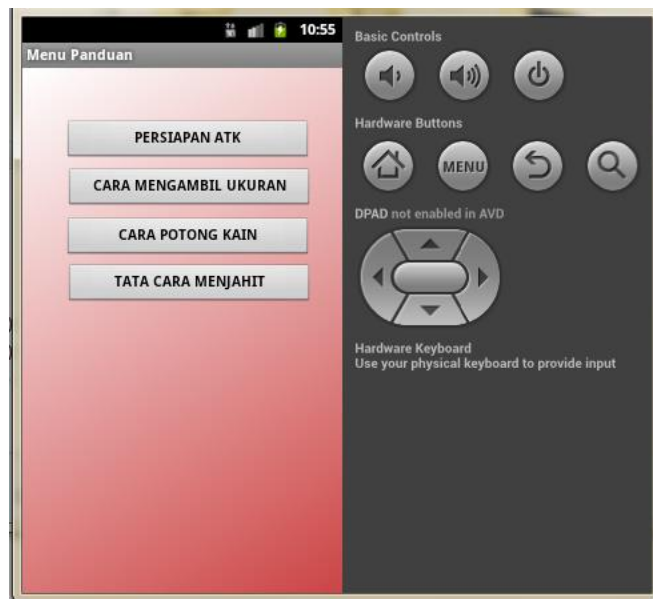 10:55
Menu Panduan
PERSIAPAN ATK
CARA MENGAMBIL UKURAN
CARA POTONG KAIN
TATA CARA MENJAHIT
Basic Controls
Hardware Buttons
MENU
DPAD not enabled in AVD
Hardware Keyboard
Use your physical keyboard to provide input